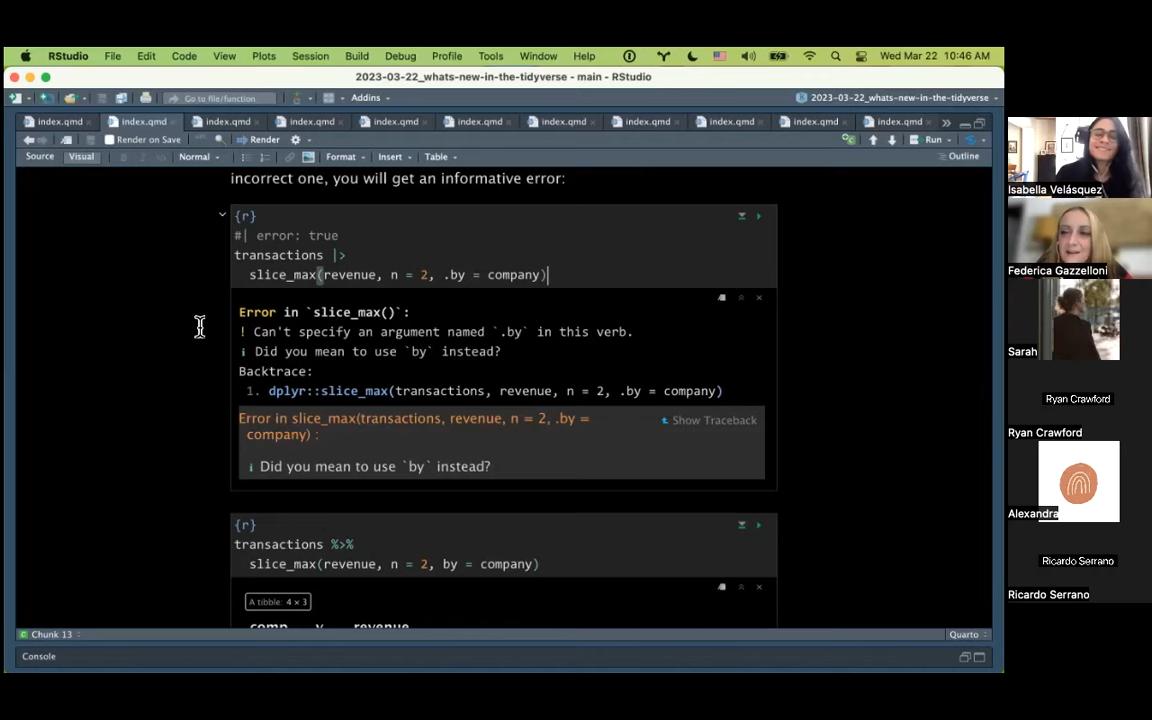 RStudio File Edit Code View Plots Session Build Debug Profile Tools Window Help Wed Mar 22 10:46 AM
2023-03-22_whats-new-in-the-tidyverse - main - RStudio
Go to file/function Addins 2023-03-22_whats-new-in-the-tidyverse
index.qmd index.qmd index.qmd index.qmd index.qmd index.qmd index.qmd index.qmd index.qmd index.qmd index.qmd
Render on Save Render Run
Source Visual B I Normal Format Insert Table Outline
incorrect one, you will get an informative error:
{r}
#| error: true
transactions |>
slice_max(revenue, n = 2, .by = company)
Error in `slice_max()`:
! Can't specify an argument named `.by` in this verb.
i Did you mean to use `by` instead?
Backtrace:
1. dplyr::slice_max(transactions, revenue, n = 2, .by = company)
Error in slice_max(transactions, revenue, n = 2, .by =
company) :
Show Traceback
i Did you mean to use `by` instead?
{r}
transactions %>%
slice_max(revenue, n = 2, by = company)
A tibble: 4 × 3
revenue
Chunk 13 Quarto
Console
Isabella Velásquez
Federica Gazzelloni
Sarah
Ryan Crawford
Ryan Crawford
Alexandra
Ricardo Serrano
Ricardo Serrano